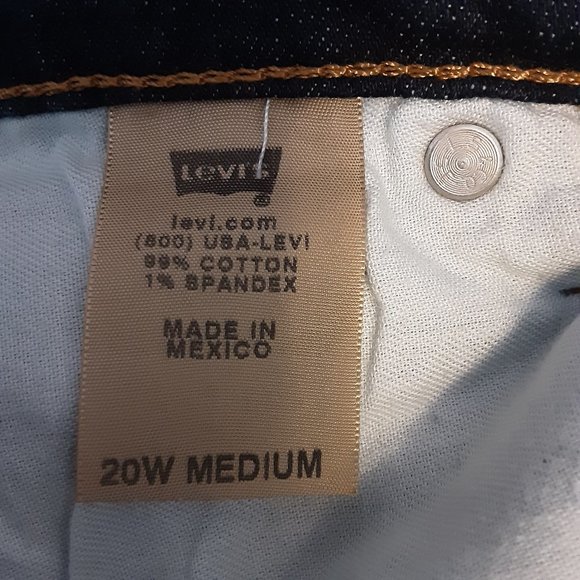 Levi's
®
levi.com
(800) USA-LEVI
99% COTTON
1% SPANDEX
MADE IN
MEXICO
20W MEDIUM